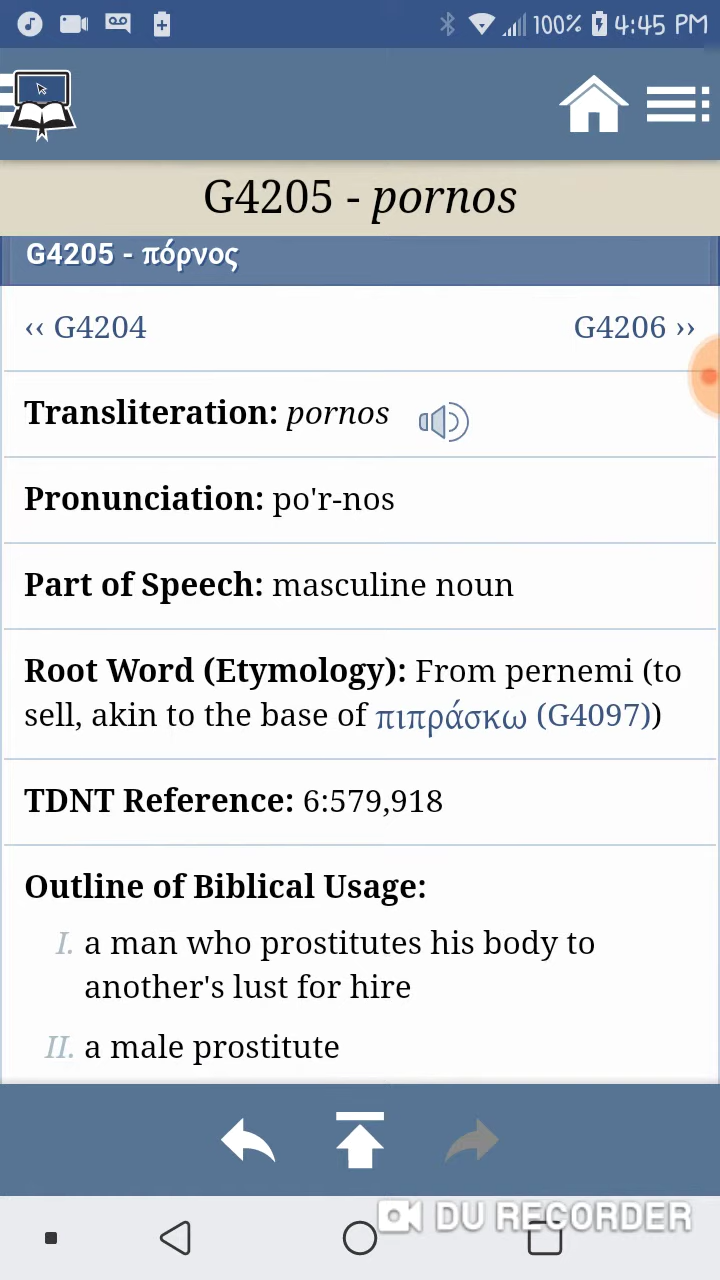 100% 4:45 PM
G4205 - pornos
G4205 - πόρνος
‹‹ G4204
G4206 ››
Transliteration: pornos
Pronunciation: po'r-nos
Part of Speech: masculine noun
Root Word (Etymology): From pernemi (to
sell, akin to the base of πιπράσκω (G4097))
TDNT Reference: 6:579,918
Outline of Biblical Usage:
I. a man who prostitutes his body to
another's lust for hire
II. a male prostitute
DU RECORDER